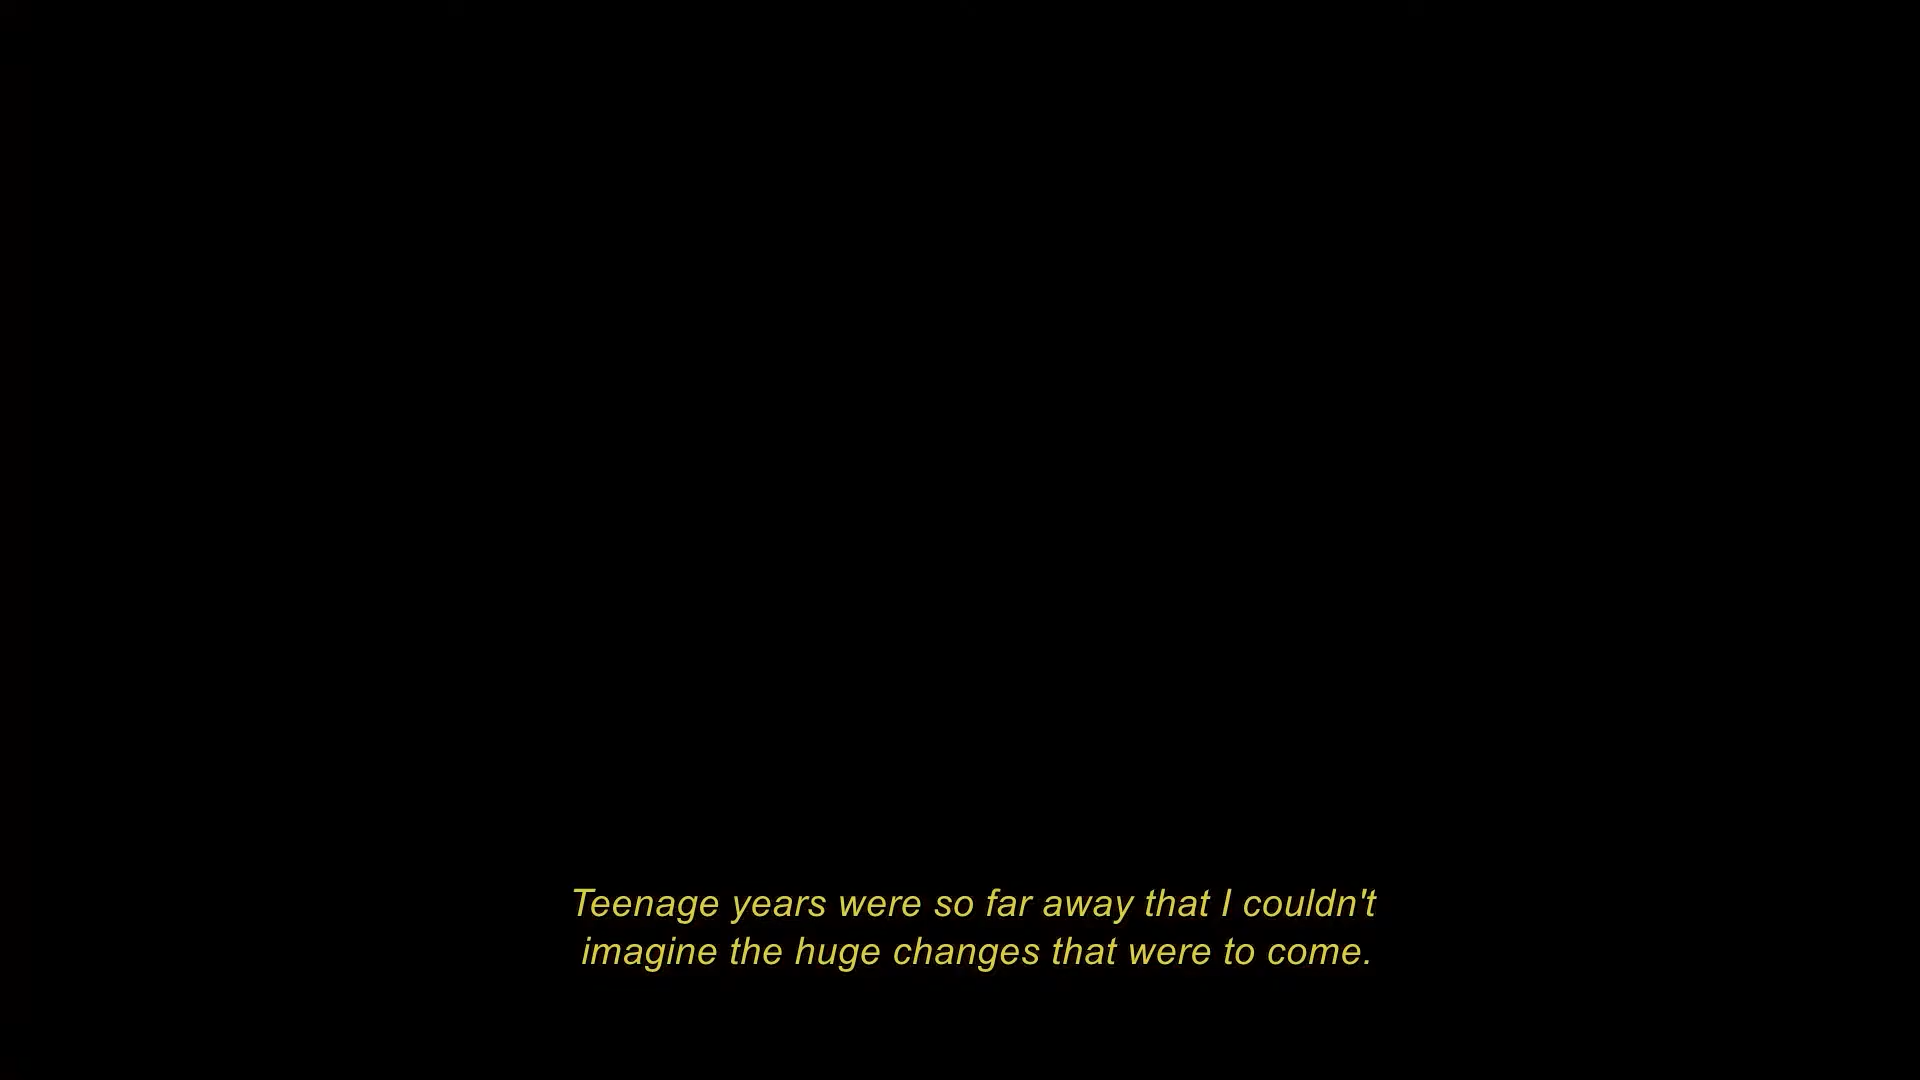 Teenage years were so far away that I couldn't
imagine the huge changes that were to come.